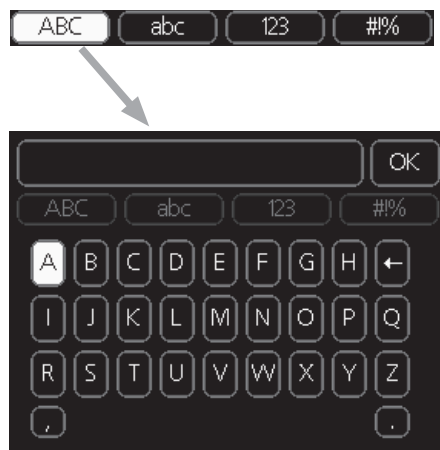 ABC abc 123 #!%
OK
ABC abc 123 #!%
A B C D E F G H ←
I J K L M N O P Q
R S T U V W X Y Z
, .